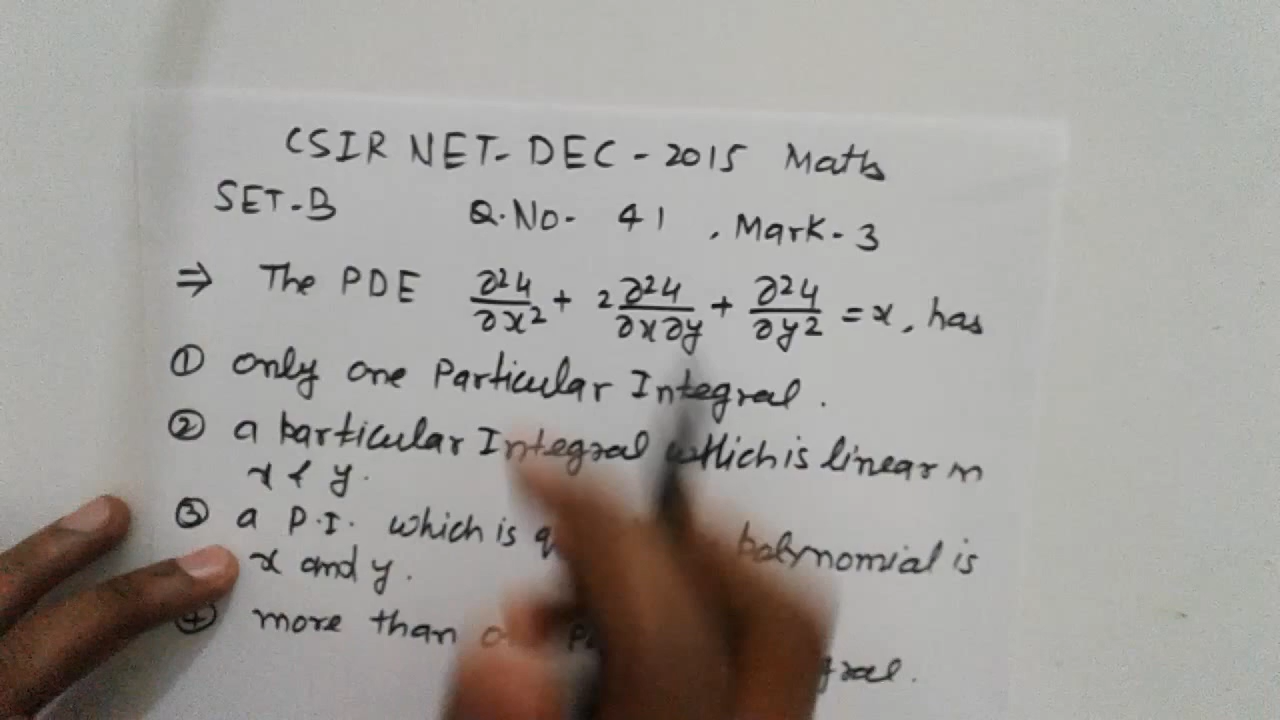 CSIR NET- DEC - 2015 Maths
SET-B Q.No- 41 , Mark-3
⇒ The PDE ∂²u/∂x² + 2 ∂²u/∂x∂y + ∂²u/∂y² = x, has
① only one Particular Integral.
② a particular Integral which is linear in
x & y.
③ a P.I. which is polynomial is
x and y.
④ more than